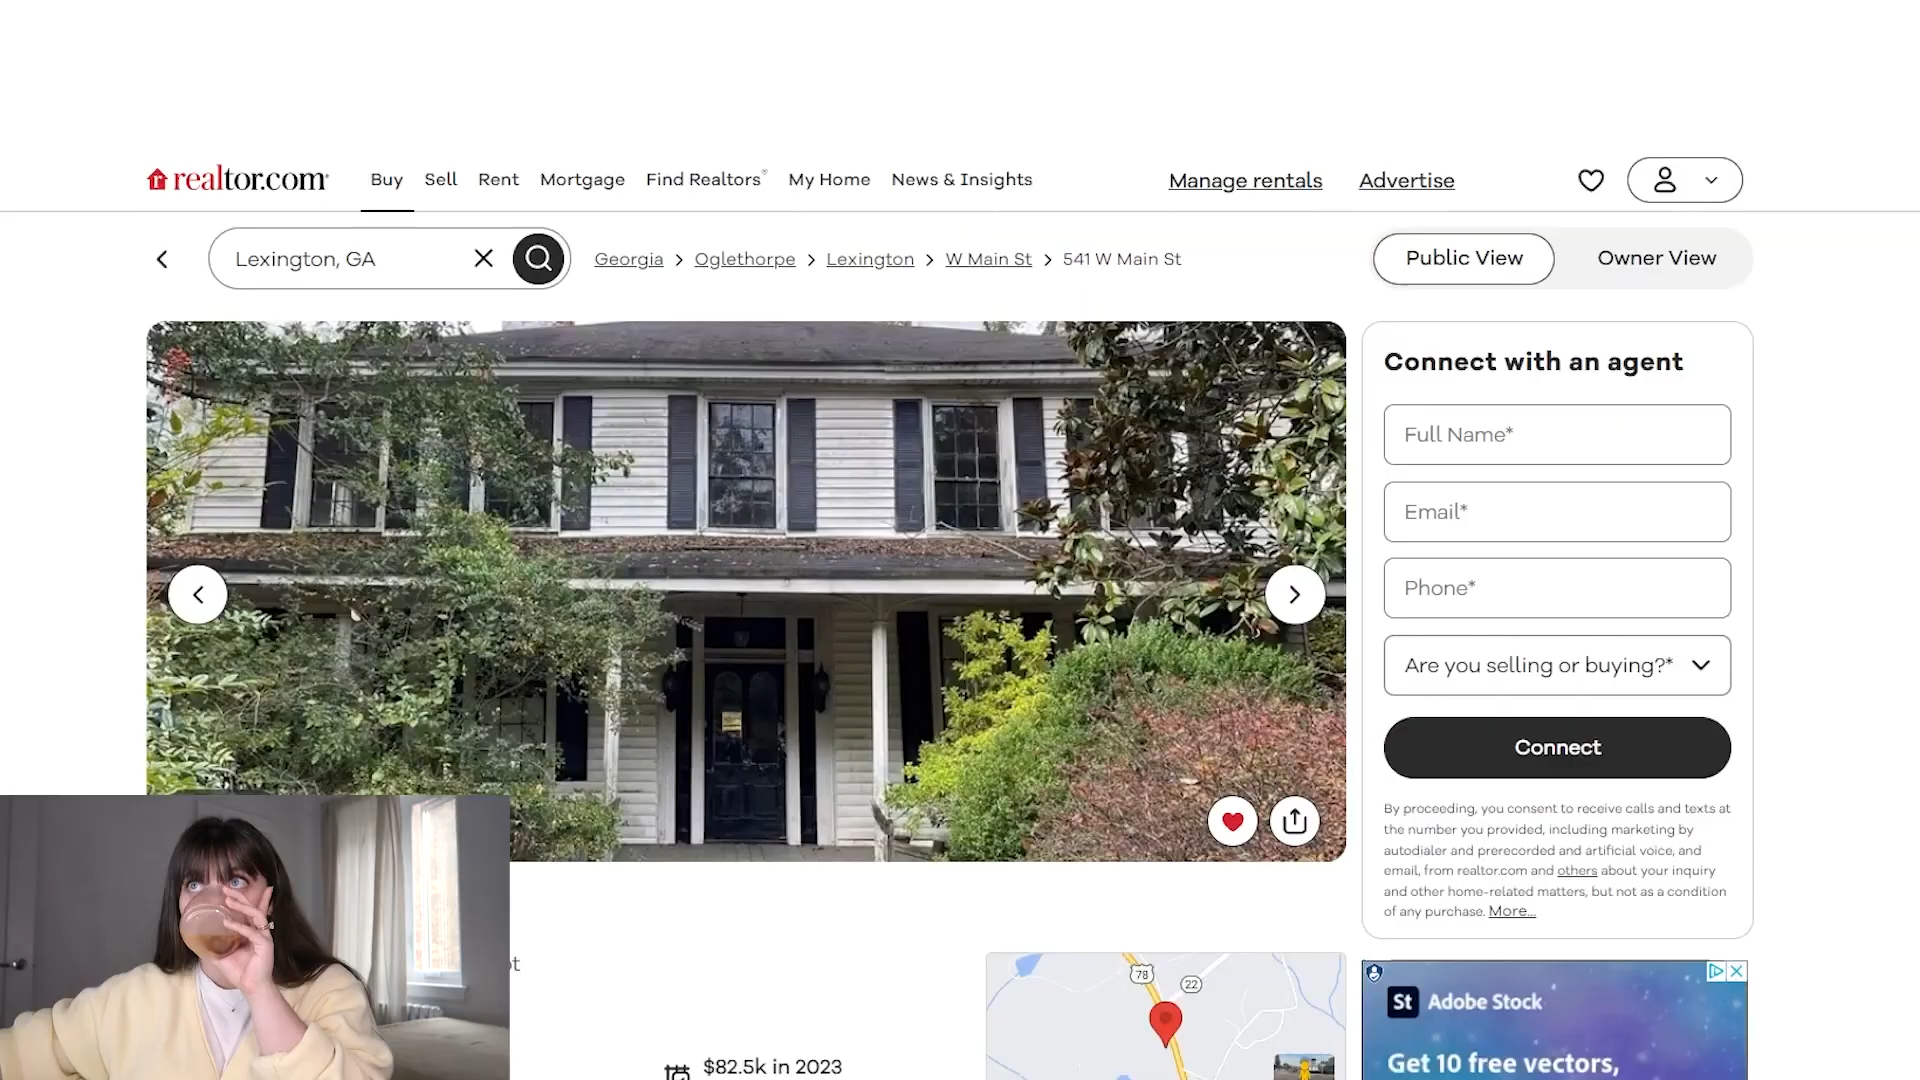 realtor.com
Buy
Sell
Rent
Mortgage
Find Realtors®
My Home
News & Insights
Manage rentals
Advertise
Lexington, GA
Georgia > Oglethorpe > Lexington > W Main St > 541 W Main St
Public View
Owner View
Connect with an agent
Full Name*
Email*
Phone*
Are you selling or buying?*
Connect
By proceeding, you consent to receive calls and texts at
the number you provided, including marketing by
autodialer and prerecorded and artificial voice, and
email, from realtor.com and others about your inquiry
and other home-related matters, but not as a condition
of any purchase. More...
$82.5k in 2023
78
22
St Adobe Stock
Get 10 free vectors,